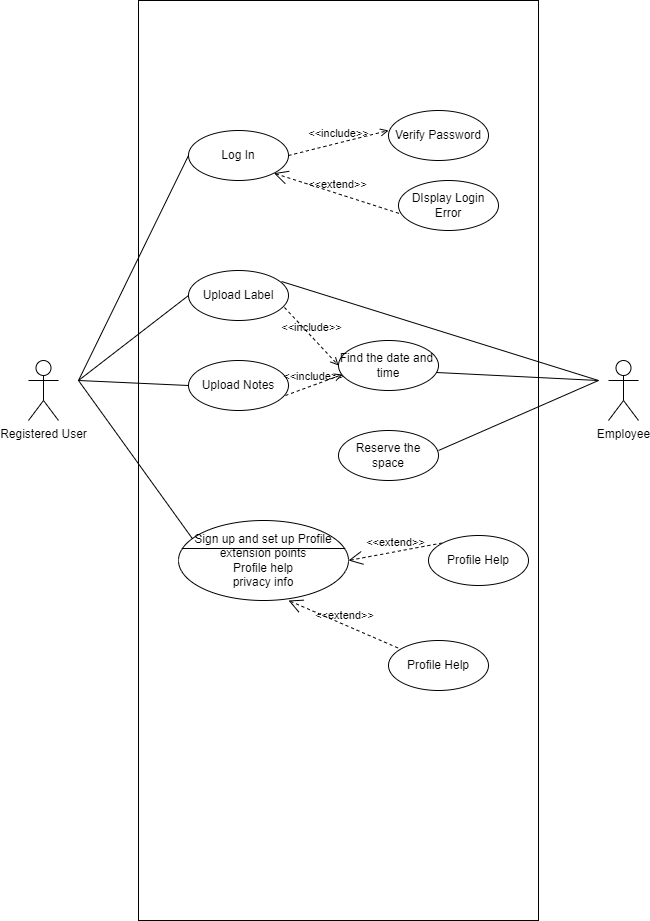 <<include>>
Verify Password
Log In
<<extend>>
DIsplay Login
Error
Upload Label
<<include>>
Find the date and
time
<<include>>
Upload Notes
Registered User
Employee
Reserve the
space
Sign up and set up Profile
extension points
Profile help
privacy info
<<extend>>
Profile Help
<<extend>>
Profile Help